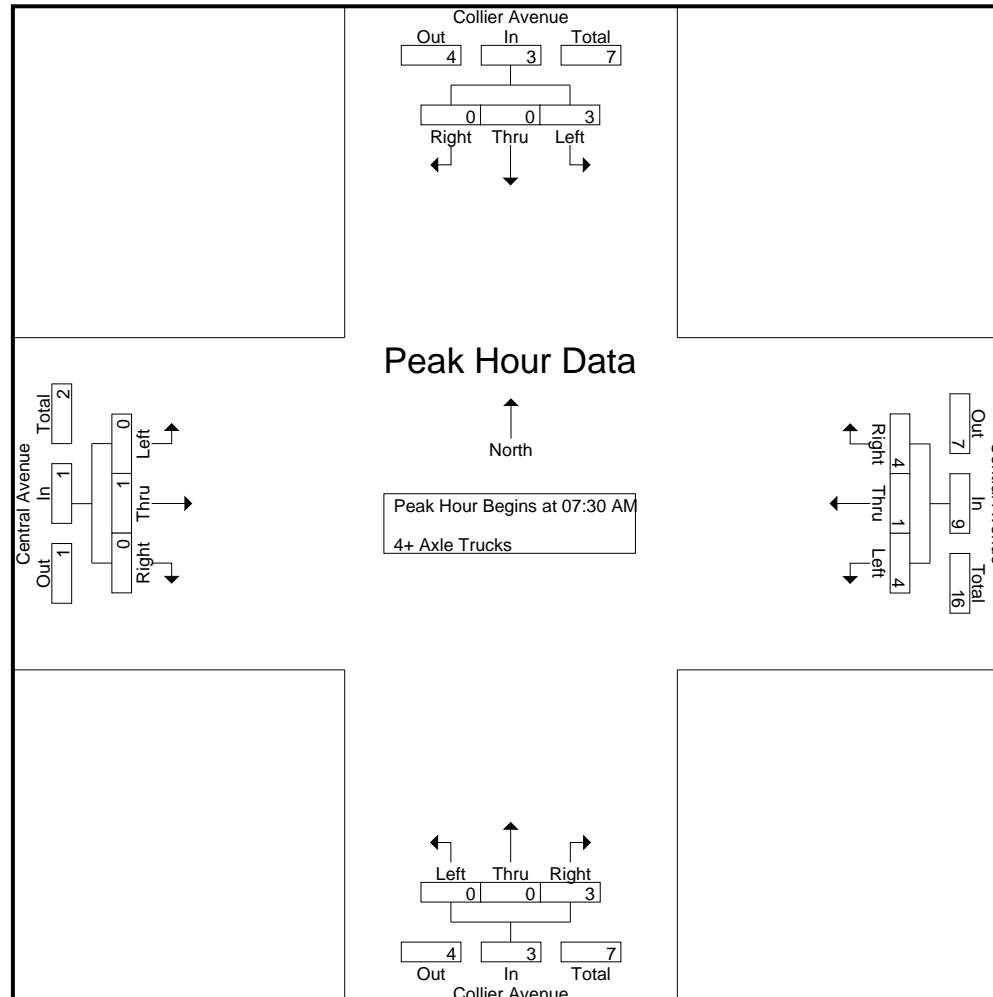 Collier Avenue
Out In Total
4 3 7
0 0 3
Right Thru Left
Peak Hour Data
North
Peak Hour Begins at 07:30 AM
4+ Axle Trucks
Central Avenue
Total In Out
2 1 1
Left Thru Right
0 1 0
Out In Total
7 9 16
Right Thru Left
4 1 4
Left Thru Right
0 0 3
4 3 7
Out In Total
Collier Avenue